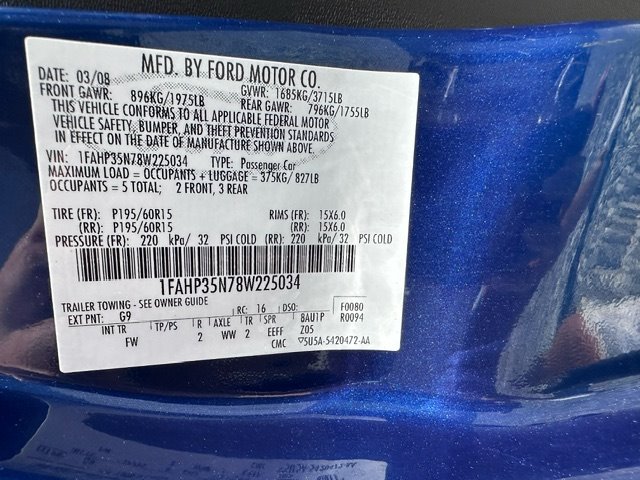 MFD. BY FORD MOTOR CO.
DATE: 03/08 GVWR: 1685KG/3715LB
FRONT GAWR: 896KG/1975LB REAR GAWR: 796KG/1755LB
THIS VEHICLE CONFORMS TO ALL APPLICABLE FEDERAL MOTOR
VEHICLE SAFETY, BUMPER, AND THEFT PREVENTION STANDARDS
IN EFFECT ON THE DATE OF MANUFACTURE SHOWN ABOVE.
VIN: 1FAHP35N78W225034 TYPE: Passenger Car
MAXIMUM LOAD = OCCUPANTS + LUGGAGE = 375KG/827LB
OCCUPANTS = 5 TOTAL; 2 FRONT, 3 REAR
TIRE (FR): P195/60R15 RIMS (FR): 15X6.0
(RR): P195/60R15 (RR): 15X6.0
PRESSURE (FR): 220 kPa/ 32 PSI COLD (RR): 220 kPa/ 32 PSI COLD
1FAHP35N78W225034
TRAILER TOWING - SEE OWNER GUIDE RC: 16 DSO: F0080
EXT PNT: G9 R0094
INT TR TP/PS R AXLE TR SPR BAU1P
FW 2 WW 2 EEFF Z05
CMC ▽5U5A-5420472-AA